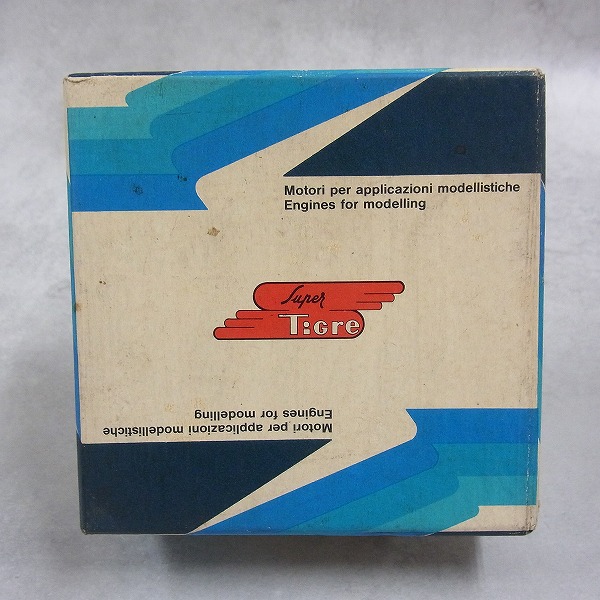 Motori per applicazioni modellistiche
Engines for modelling
Super
TiGre
Motori per applicazioni modellistiche
Engines for modelling